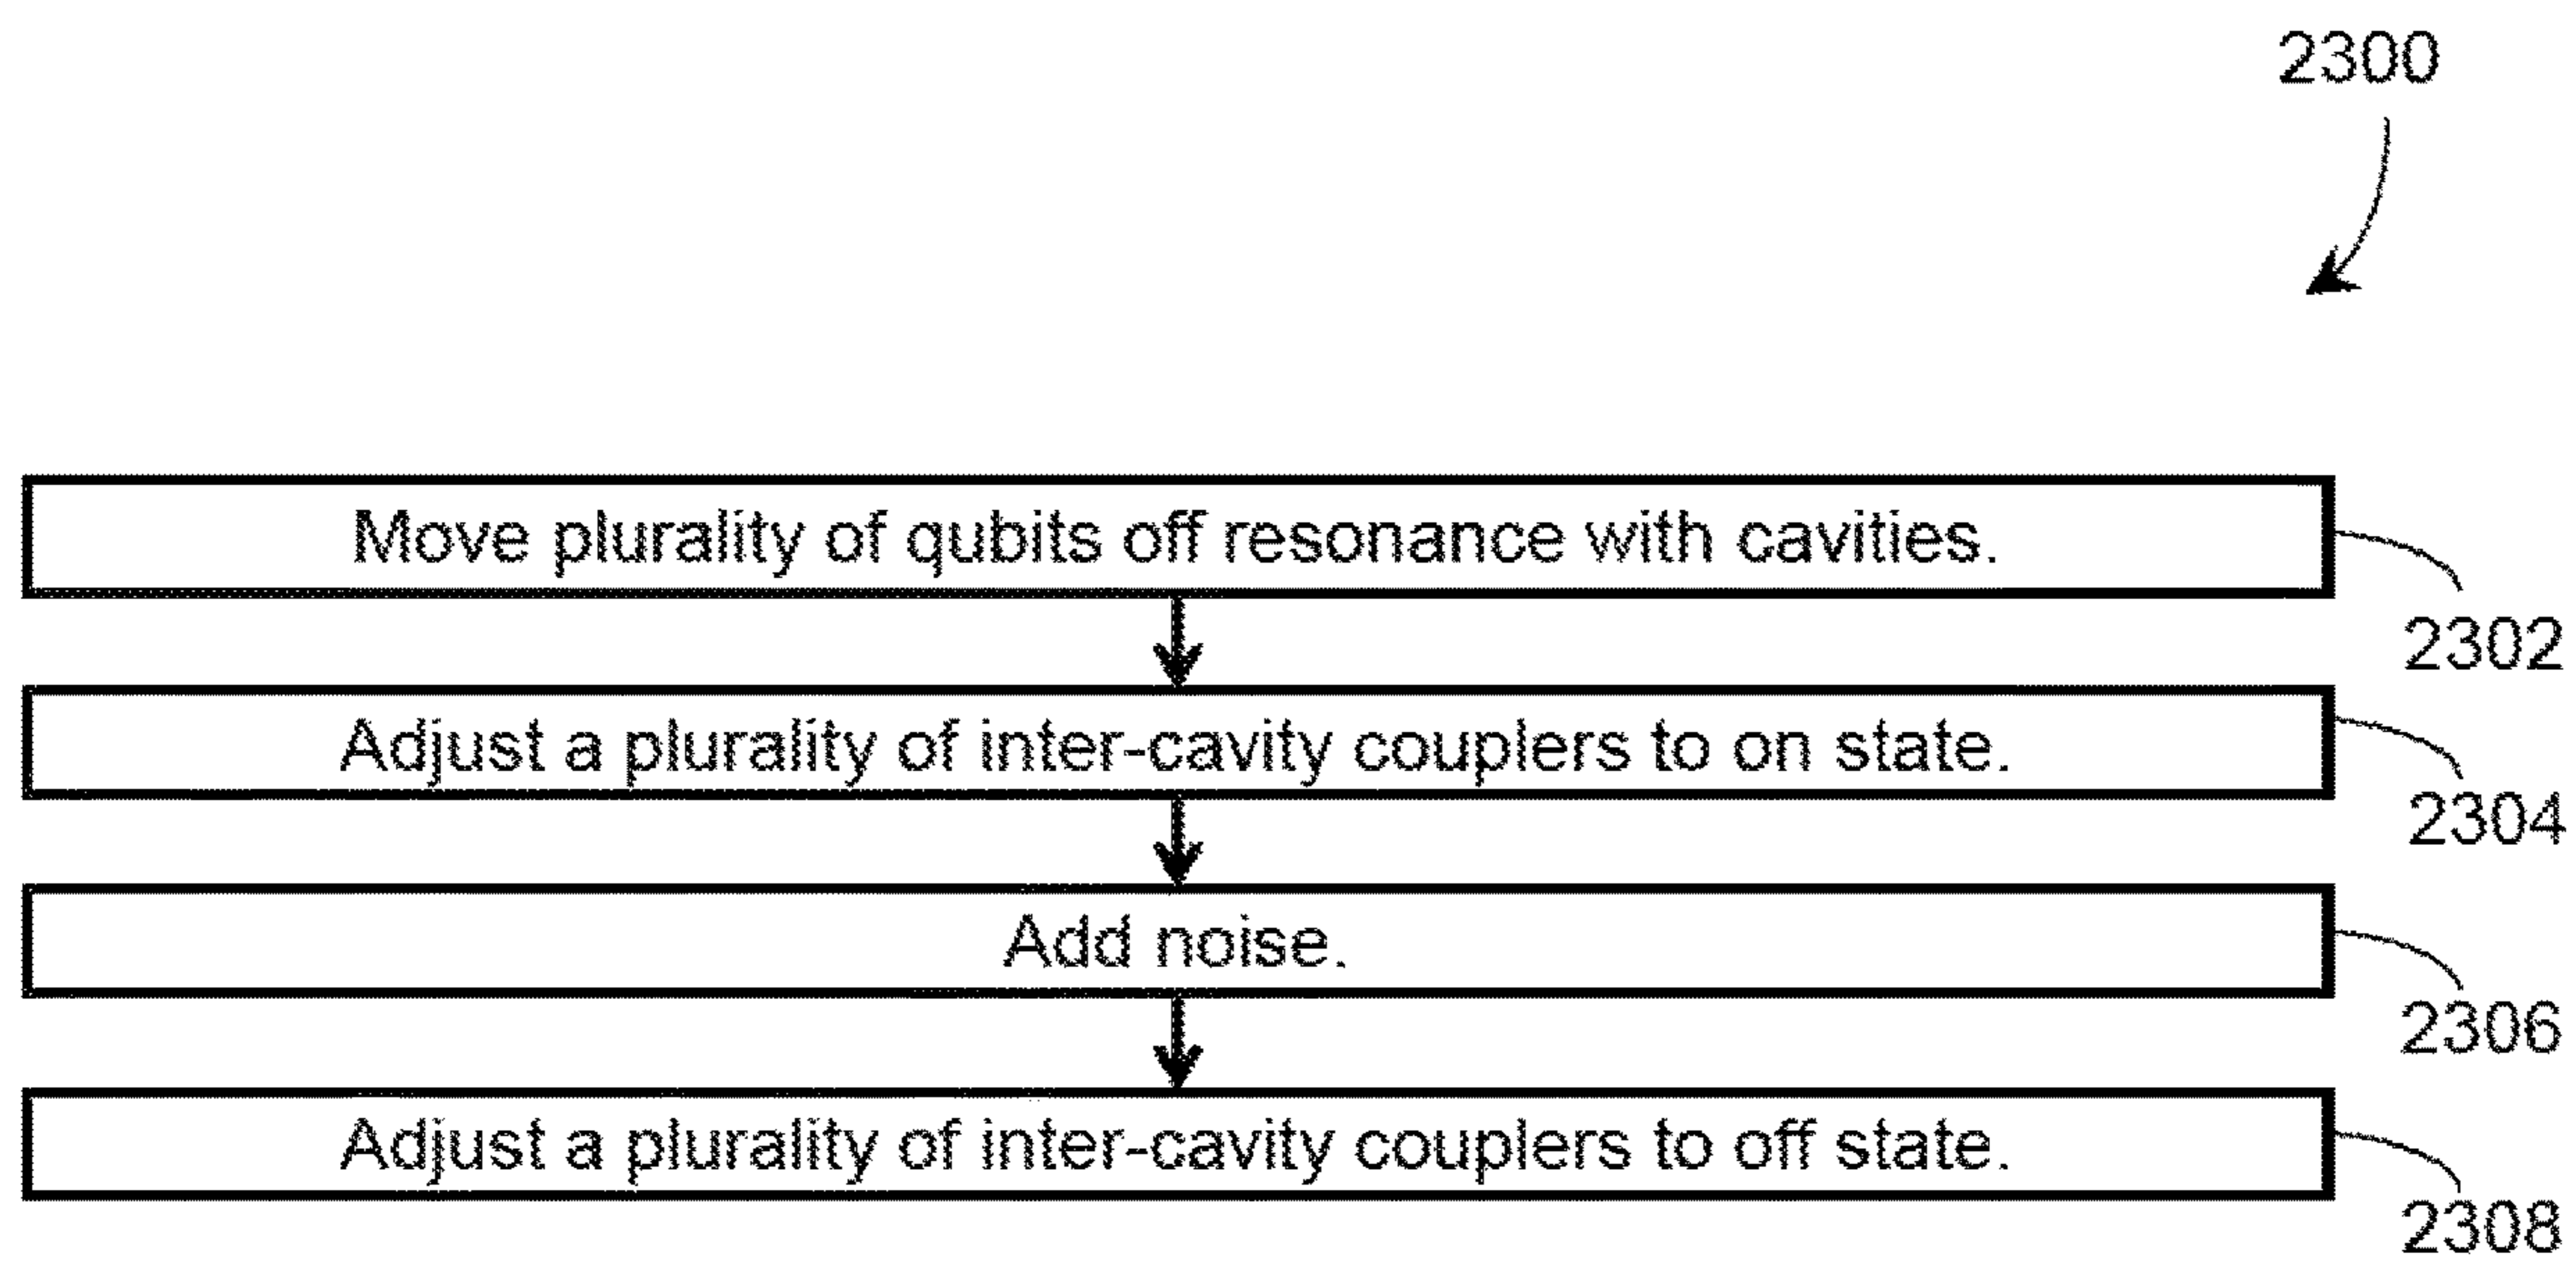 2300
Move plurality of qubits off resonance with cavities.
2302
Adjust a plurality of inter-cavity couplers to on state.
2304
Add noise.
2306
Adjust a plurality of inter-cavity couplers to off state.
2308